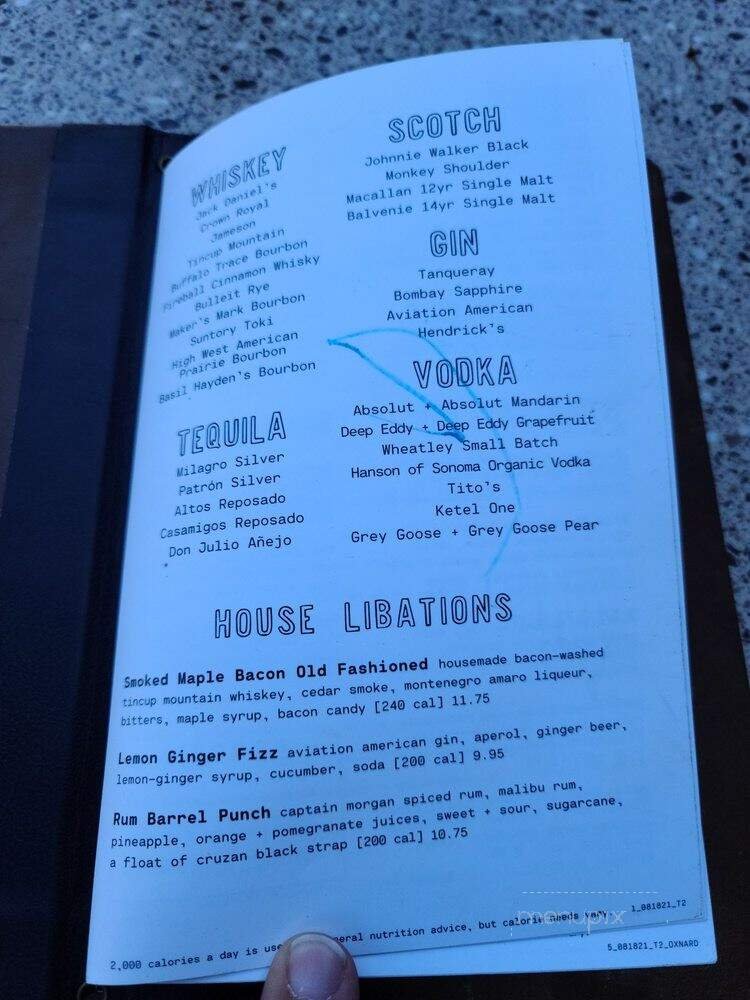 WHISKEY
Jack Daniel's
Crown Royal
Jameson
Tincup Mountain
Buffalo Trace Bourbon
Fireball Cinnamon Whisky
Bulleit Rye
Maker's Mark Bourbon
Suntory Toki
High West American
Prairie Bourbon
Basil Hayden's Bourbon
TEQUILA
Milagro Silver
Patrón Silver
Altos Reposado
Casamigos Reposado
Don Julio Añejo
SCOTCH
Johnnie Walker Black
Monkey Shoulder
Macallan 12yr Single Malt
Balvenie 14yr Single Malt
GIN
Tanqueray
Bombay Sapphire
Aviation American
Hendrick's
VODKA
Absolut + Absolut Mandarin
Deep Eddy + Deep Eddy Grapefruit
Wheatley Small Batch
Hanson of Sonoma Organic Vodka
Tito's
Ketel One
Grey Goose + Grey Goose Pear
HOUSE LIBATIONS
Smoked Maple Bacon Old Fashioned housemade bacon-washed
tincup mountain whiskey, cedar smoke, montenegro amaro liqueur,
bitters, maple syrup, bacon candy [240 cal] 11.75
Lemon Ginger Fizz aviation american gin, aperol, ginger beer,
lemon-ginger syrup, cucumber, soda [200 cal] 9.95
Rum Barrel Punch captain morgan spiced rum, malibu rum,
pineapple, orange + pomegranate juices, sweet + sour, sugarcane,
a float of cruzan black strap [200 cal] 10.75
2,000 calories a day is nutrition advice, but calorie needs vary
1_081821_T2
5_081821_T2_OXNARD
menupix